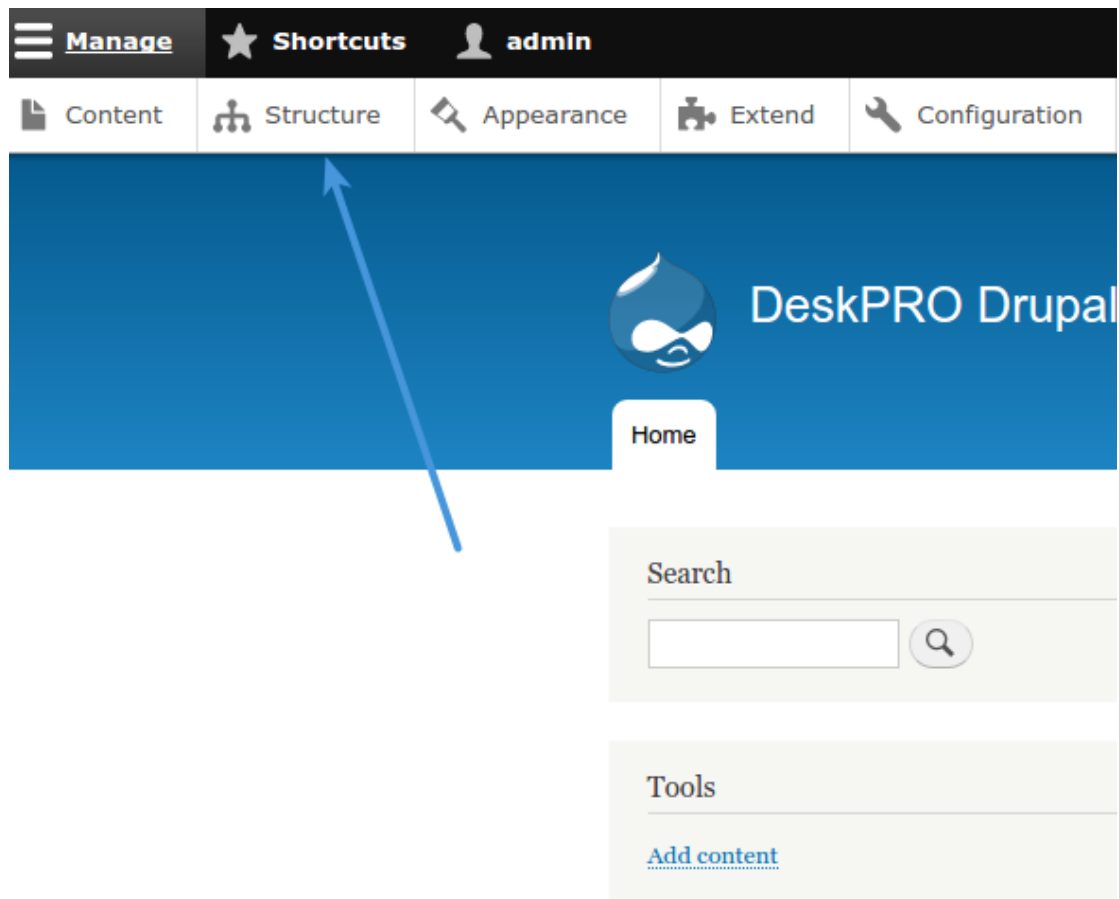 Manage Shortcuts admin
Content Structure Appearance Extend Configuration
DeskPRO Drupal
Home
Search
Tools
Add content